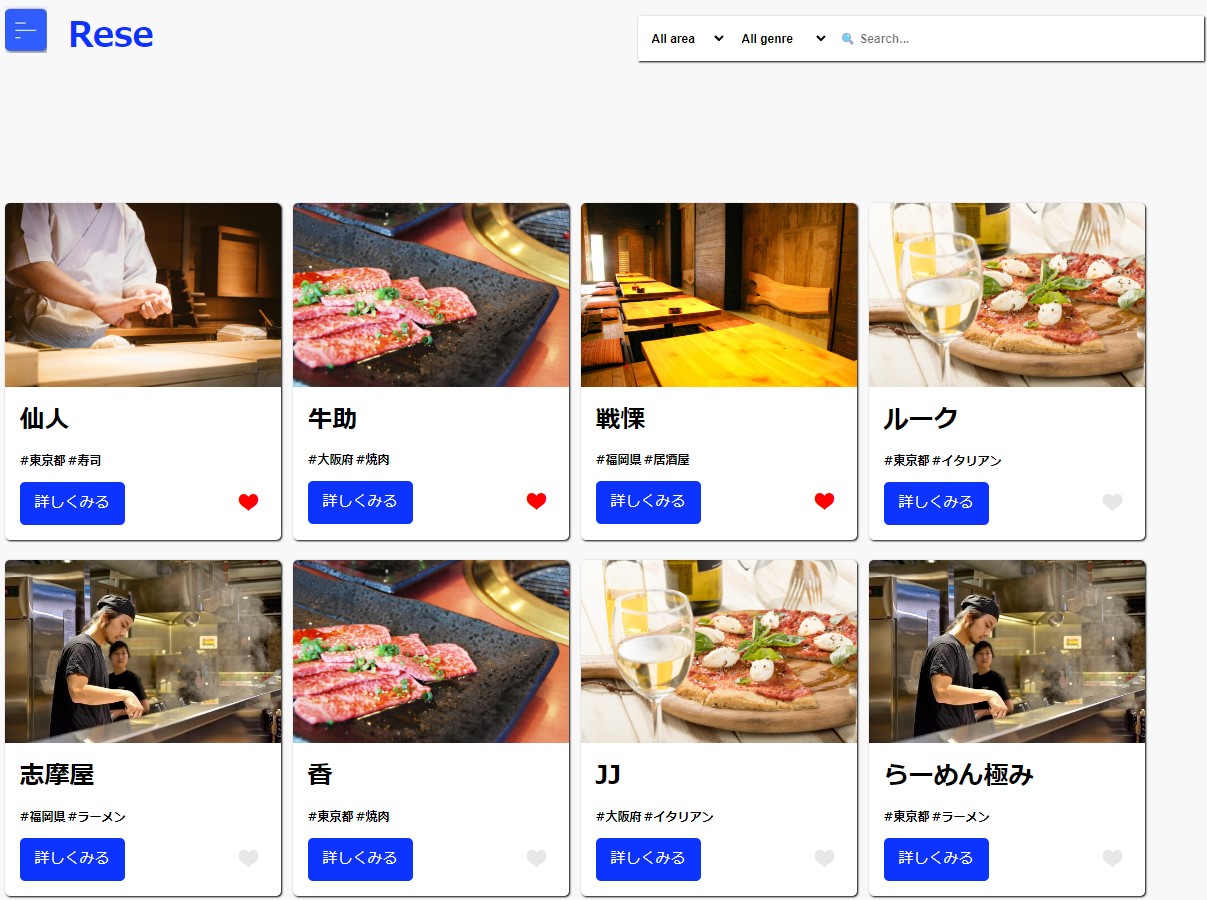 Rese
All area All genre 🔍 Search...
仙人
#東京都 #寿司
詳しくみる
牛助
#大阪府 #焼肉
詳しくみる
戦慄
#福岡県 #居酒屋
詳しくみる
ルーク
#東京都 #イタリアン
詳しくみる
志摩屋
#福岡県 #ラーメン
詳しくみる
香
#東京都 #焼肉
詳しくみる
JJ
#大阪府 #イタリアン
詳しくみる
らーめん極み
#東京都 #ラーメン
詳しくみる